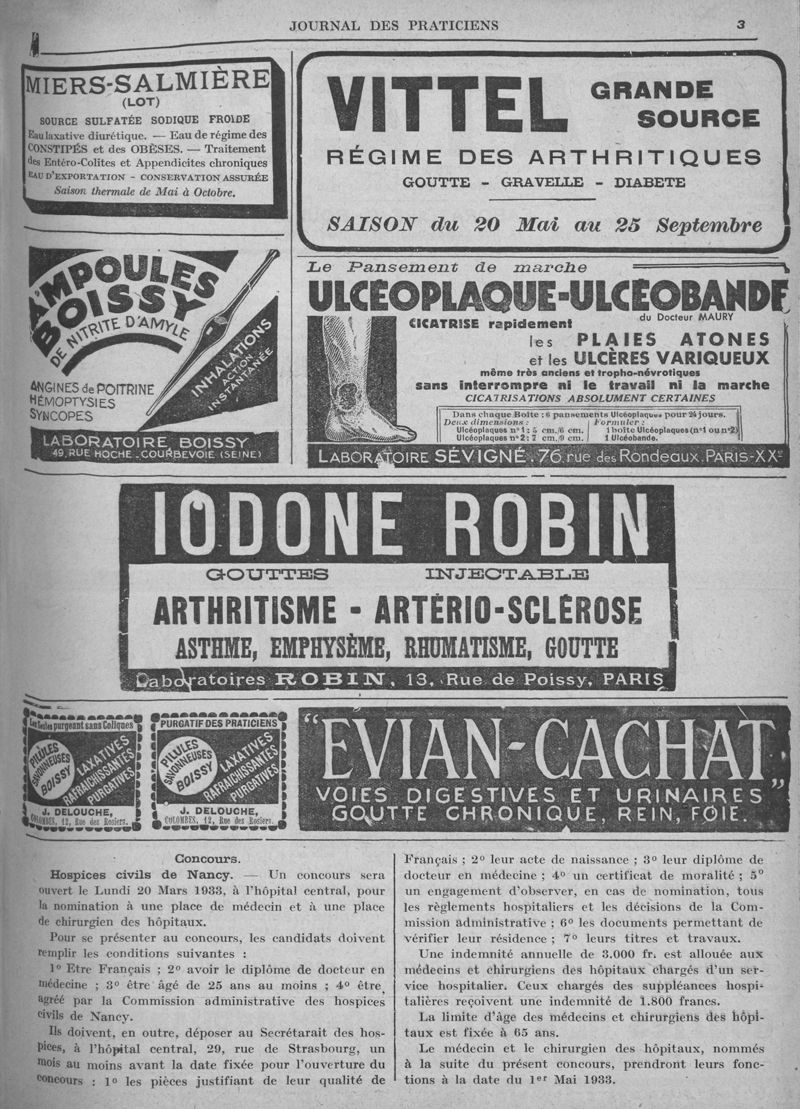 JOURNAL DES PRATICIENS
3
MIERS-SALMIÈRE
(LOT)
SOURCE SULFATÉE SODIQUE FROIDE
Eau laxative diurétique. — Eau de régime des
CONSTIPÉS et des OBÈSES. — Traitement
des Entéro-Colites et Appendicites chroniques
EAU D'EXPORTATION - CONSERVATION ASSURÉE
Saison thermale de Mai à Octobre.
VITTEL GRANDE
SOURCE
RÉGIME DES ARTHRITIQUES
GOUTTE - GRAVELLE - DIABETE
SAISON du 20 Mai au 25 Septembre
AMPOULES
BOISSY
DE NITRITE D'AMYLE
INHALATIONS
ACTION
INSTANTANÉE
ANGINES de POITRINE
HÉMOPTYSIES
SYNCOPES
LABORATOIRE BOISSY
49, RUE HOCHE_COURBEVOIE (SEINE)
Le Pansement de marche
ULCÉOPLAQUE-ULCÉOBANDE
du Docteur MAURY
CICATRISE rapidement
les PLAIES ATONES
et les ULCÈRES VARIQUEUX
même très anciens et tropho-névrotiques
sans interrompre ni le travail ni la marche
CICATRISATIONS ABSOLUMENT CERTAINES
Dans chaque Boîte : 6 pansements Ulcéoplaques pour 24 jours.
Deux dimensions :
Ulcéoplaques n°1 : 5 cm./6 cm.
Ulcéoplaques n°2 : 7 cm./9 cm.
Formuler :
1 boîte Ulcéoplaques (n°1 ou n°2)
1 Ulcéobande.
LABORATOIRE SÉVIGNÉ, 76, rue des Rondeaux, PARIS-XXe
IODONE ROBIN
GOUTTES INJECTABLE
ARTHRITISME - ARTÉRIO-SCLÉROSE
ASTHME, EMPHYSÈME, RHUMATISME, GOUTTE
Laboratoires ROBIN, 13, Rue de Poissy, PARIS
Les Seules purgeant sans Coliques
PILULES
SAVONNEUSES
BOISSY
LAXATIVES
RAFRAICHISSANTES
PURGATIVES
J. DELOUCHE,
COLOMBES, 12, Rue des Rosiers.
PURGATIF DES PRATICIENS
PILULES
SAVONNEUSES
BOISSY
LAXATIVES
RAFRAICHISSANTES
PURGATIVES
J. DELOUCHE,
COLOMBES, 12, Rue des Rosiers.
"EVIAN-CACHAT"
VOIES DIGESTIVES ET URINAIRES
GOUTTE CHRONIQUE, REIN, FOIE
Concours.
Hospices civils de Nancy. — Un concours sera
ouvert le Lundi 20 Mars 1933, à l'hôpital central, pour
la nomination à une place de médecin et à une place
de chirurgien des hôpitaux.
Pour se présenter au concours, les candidats doivent
remplir les conditions suivantes :
1° Etre Français ; 2° avoir le diplôme de docteur en
médecine ; 3° être âgé de 25 ans au moins ; 4° être
agréé par la Commission administrative des hospices
civils de Nancy.
Ils doivent, en outre, déposer au Secrétariat des hos-
pices, à l'hôpital central, 29, rue de Strasbourg, un
mois au moins avant la date fixée pour l'ouverture du
concours : 1° les pièces justifiant de leur qualité de
Français ; 2° leur acte de naissance ; 3° leur diplôme de
docteur en médecine ; 4° un certificat de moralité ; 5°
un engagement d'observer, en cas de nomination, tous
les règlements hospitaliers et les décisions de la Com-
mission administrative ; 6° les documents permettant de
vérifier leur résidence ; 7° leurs titres et travaux.
Une indemnité annuelle de 3.000 fr. est allouée aux
médecins et chirurgiens des hôpitaux chargés d'un ser-
vice hospitalier. Ceux chargés des suppléances hospi-
talières reçoivent une indemnité de 1.800 francs.
La limite d'âge des médecins et chirurgiens des hôpi-
taux est fixée à 65 ans.
Le médecin et le chirurgien des hôpitaux, nommés
à la suite du présent concours, prendront leurs fonc-
tions à la date du 1er Mai 1933.